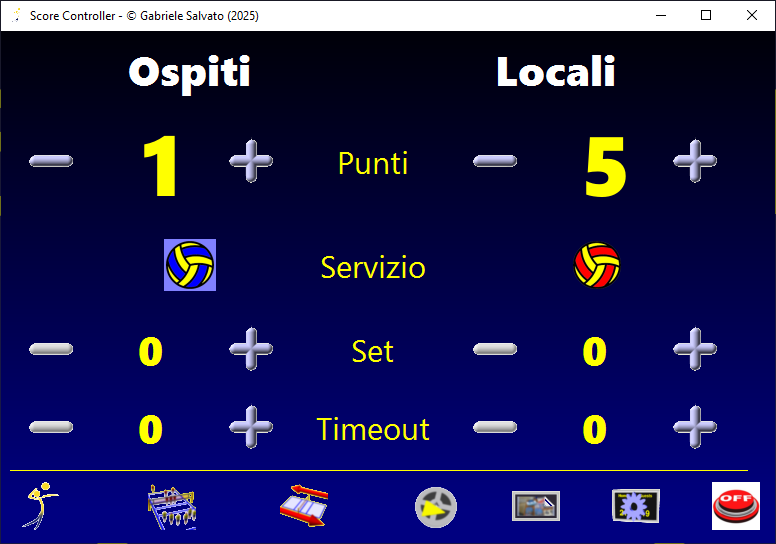 Score Controller - © Gabriele Salvato (2025)
Ospiti Locali
1 Punti 5
Servizio
0 Set 0
0 Timeout 0
OFF